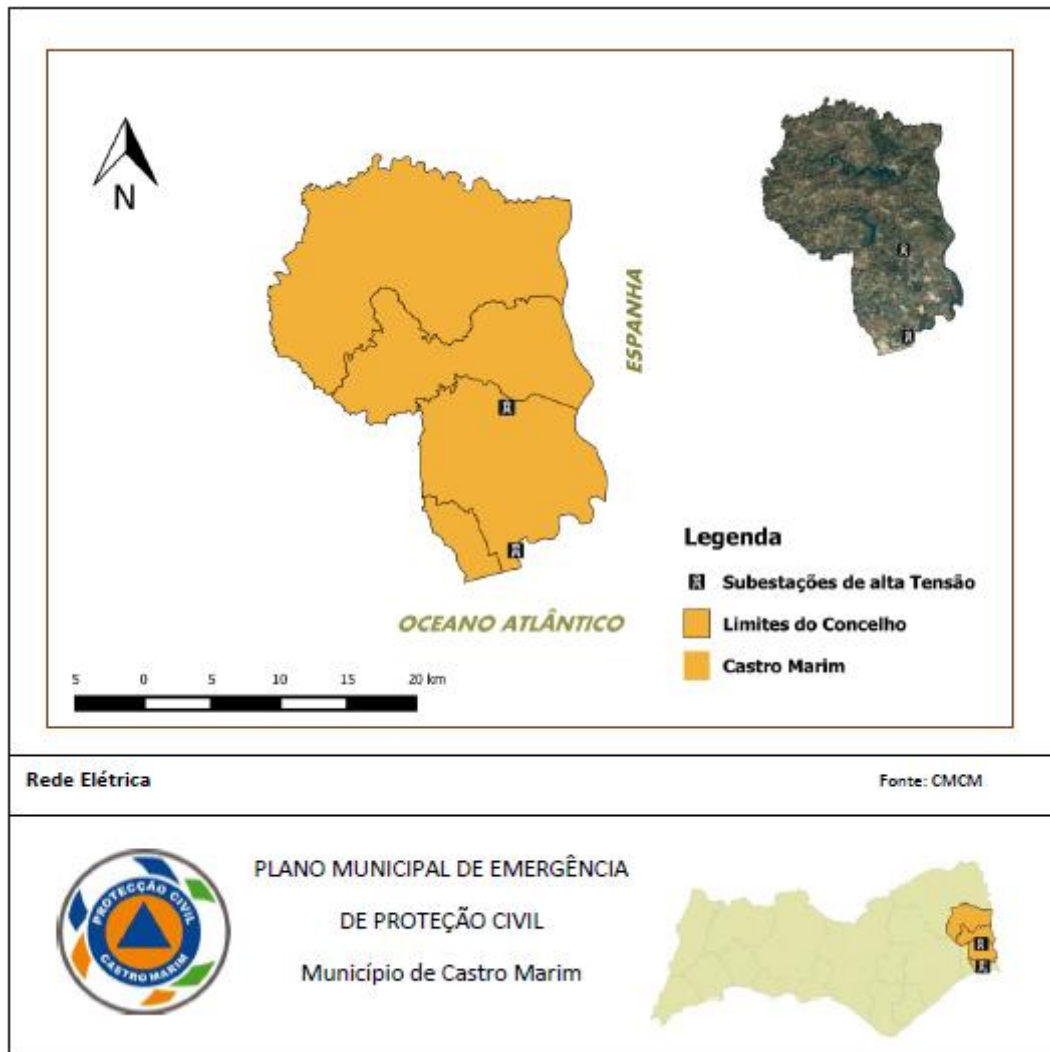 N
ESPANHA
OCEANO ATLÂNTICO
Legenda
Subestações de alta Tensão
Limites do Concelho
Castro Marim
5 0 5 10 15 20 km
Rede Elétrica
Fonte: CMCM
PROTECÇÃO CIVIL
CASTRO MARIM
PLANO MUNICIPAL DE EMERGÊNCIA
DE PROTEÇÃO CIVIL
Município de Castro Marim